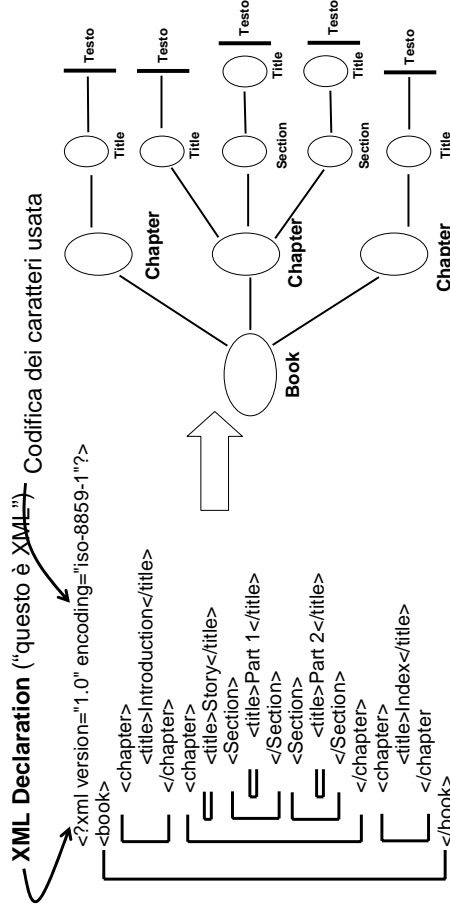 XML Declaration (“questo è XML”)
Codifica dei caratteri usata
<?xml version="1.0" encoding="iso-8859-1"?>
<book>
<chapter>
<title>Introduction</title>
</chapter>
<chapter>
<title>Story</title>
<Section>
<title>Part 1</title>
</Section>
<Section>
<title>Part 2</title>
</Section>
</chapter>
<chapter>
<title>Index</title>
</chapter
</book>
Book
Chapter
Title
Testo
Chapter
Title
Testo
Section
Title
Testo
Section
Title
Testo
Chapter
Title
Testo